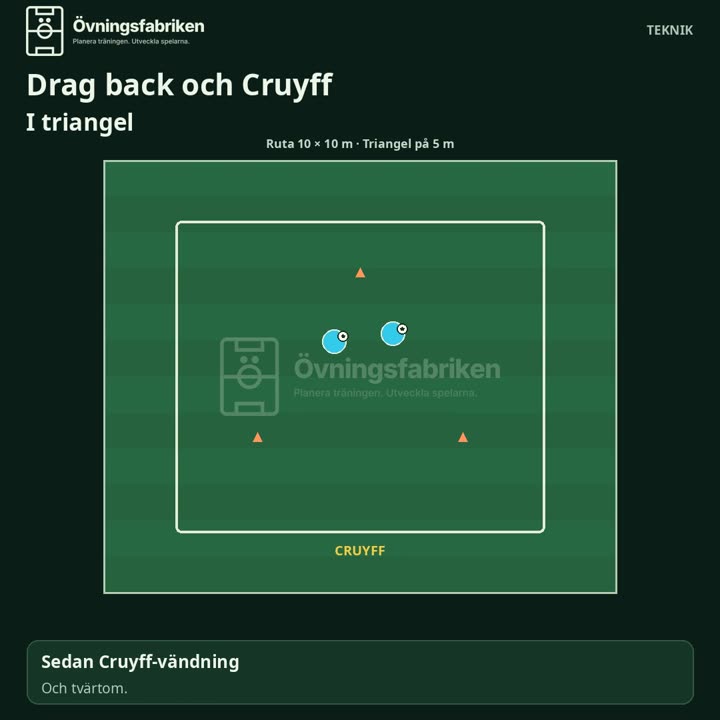 Övningsfabriken
Planera träningen. Utveckla spelarna.
TEKNIK
Drag back och Cruyff
I triangel
Ruta 10 × 10 m · Triangel på 5 m
Övningsfabriken
Planera träningen. Utveckla spelarna.
CRUYFF
Sedan Cruyff-vändning
Och tvärtom.